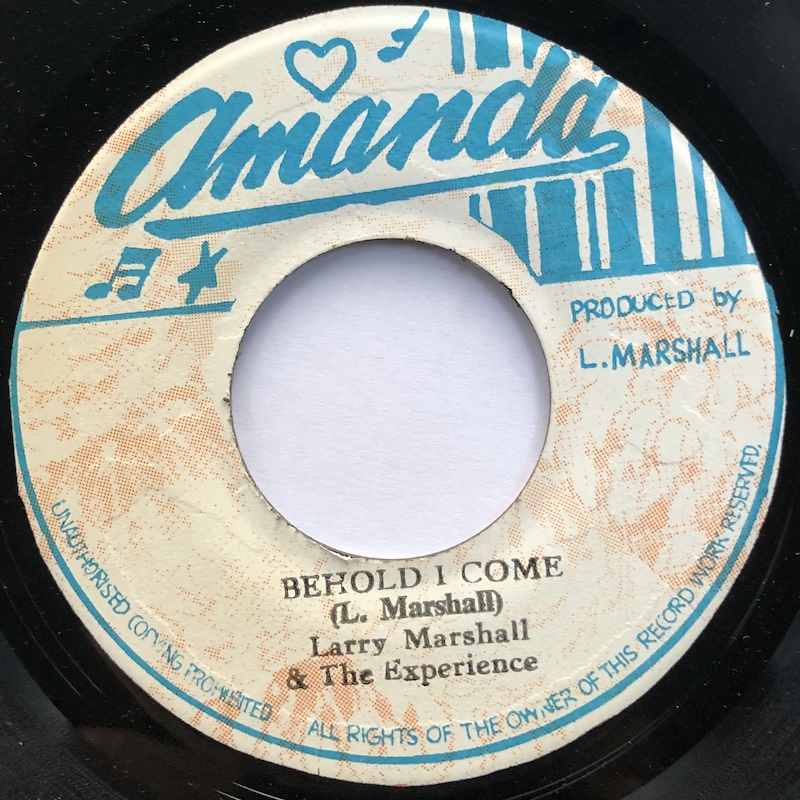 Amanda
PRODUCED by
L. MARSHALL
BEHOLD I COME
(L. Marshall)
Larry Marshall
& The Experience
UNAUTHORISED COPYING PROHIBITED ALL RIGHTS OF THE OWNER OF THIS RECORD WORK RESERVED.